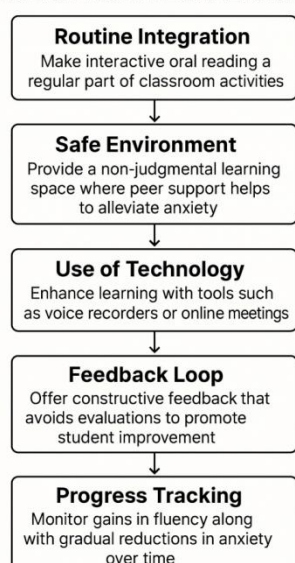 Routine Integration
Make interactive oral reading a
regular part of classroom activities
Safe Environment
Provide a non-judgmental learning
space where peer support helps
to alleviate anxiety
Use of Technology
Enhance learning with tools such
as voice recorders or online meetings
Feedback Loop
Offer constructive feedback that
avoids evaluations to promote
student improvement
Progress Tracking
Monitor gains in fluency along
with gradual reductions in anxiety
over time